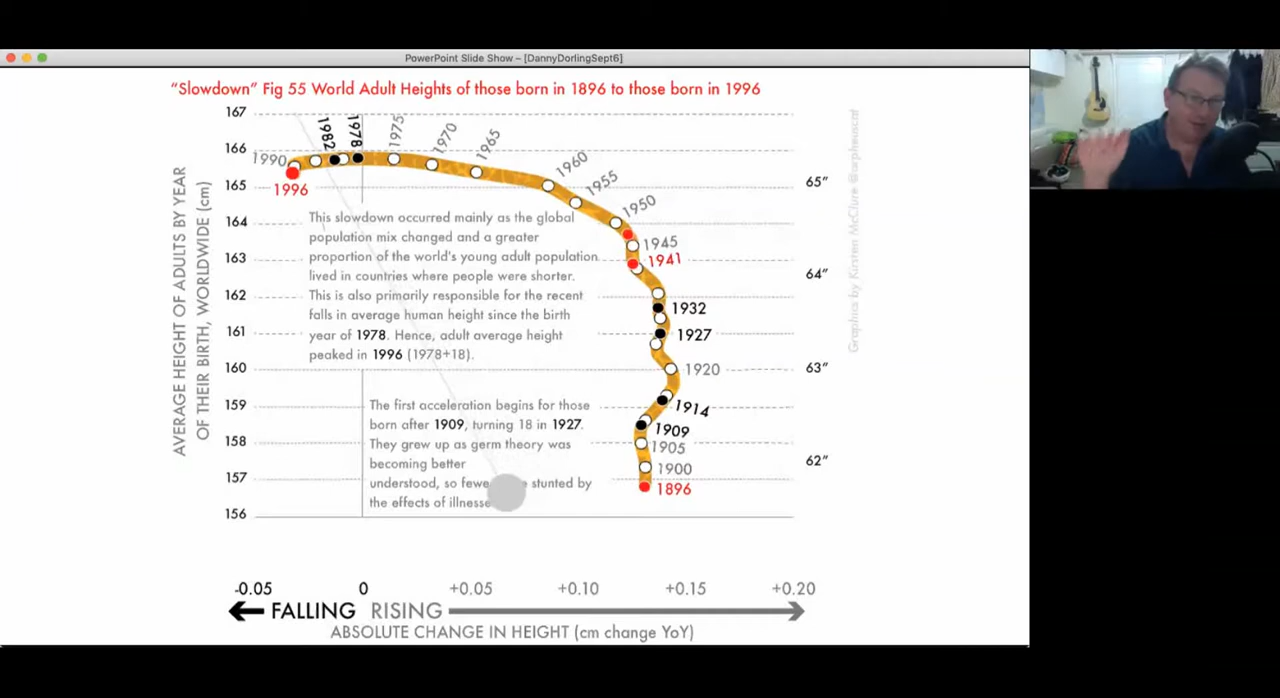 PowerPoint Slide Show – [DannyDorlingSept6]
“Slowdown” Fig 55 World Adult Heights of those born in 1896 to those born in 1996
AVERAGE HEIGHT OF ADULTS BY YEAR
OF THEIR BIRTH, WORLDWIDE (cm)
167
166
165
164
163
162
161
160
159
158
157
156
1990
1996
1982
1978
1975
1970
1965
1960
1955
1950
1945
1941
1932
1927
1920
1914
1909
1905
1900
1896
65”
64”
63”
62”
This slowdown occurred mainly as the global
population mix changed and a greater
proportion of the world's young adult population
lived in countries where people were shorter.
This is also primarily responsible for the recent
falls in average human height since the birth
year of 1978. Hence, adult average height
peaked in 1996 (1978+18).
The first acceleration begins for those
born after 1909, turning 18 in 1927.
They grew up as germ theory was
becoming better
understood, so stunted by
the effects of
Graphics by Kirsten McClure @orpheuscat
-0.05
0
+0.05
+0.10
+0.15
+0.20
FALLING RISING
ABSOLUTE CHANGE IN HEIGHT (cm change YoY)